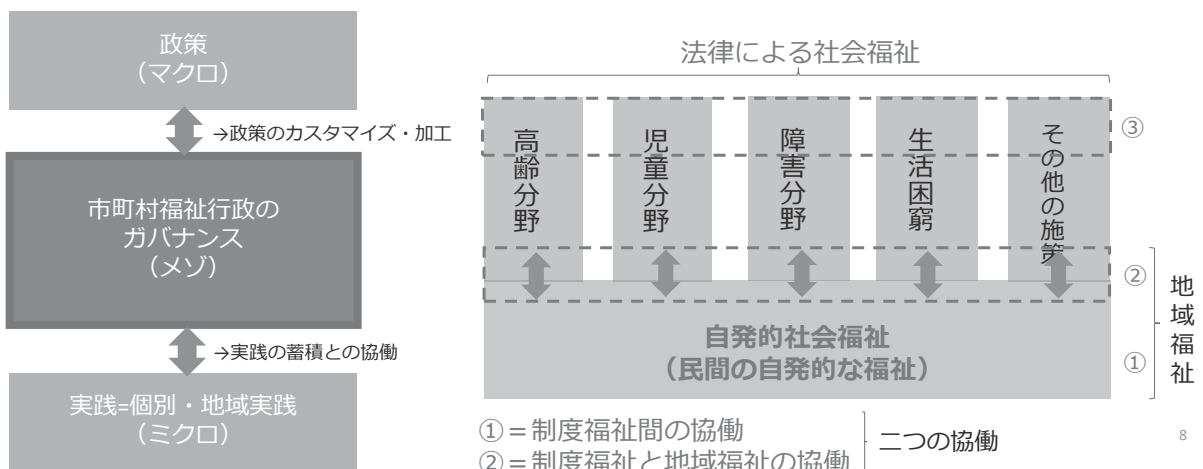 政策
（マクロ）
→政策のカスタマイズ・加工
市町村福祉行政の
ガバナンス
（メゾ）
→実践の蓄積との協働
実践=個別・地域実践
（ミクロ）
法律による社会福祉
高齢分野
児童分野
障害分野
生活困窮
その他の施策
③
②
①
地域福祉
自発的社会福祉
（民間の自発的な福祉）
①＝制度福祉間の協働
②＝制度福祉と地域福祉の協働
二つの協働
8